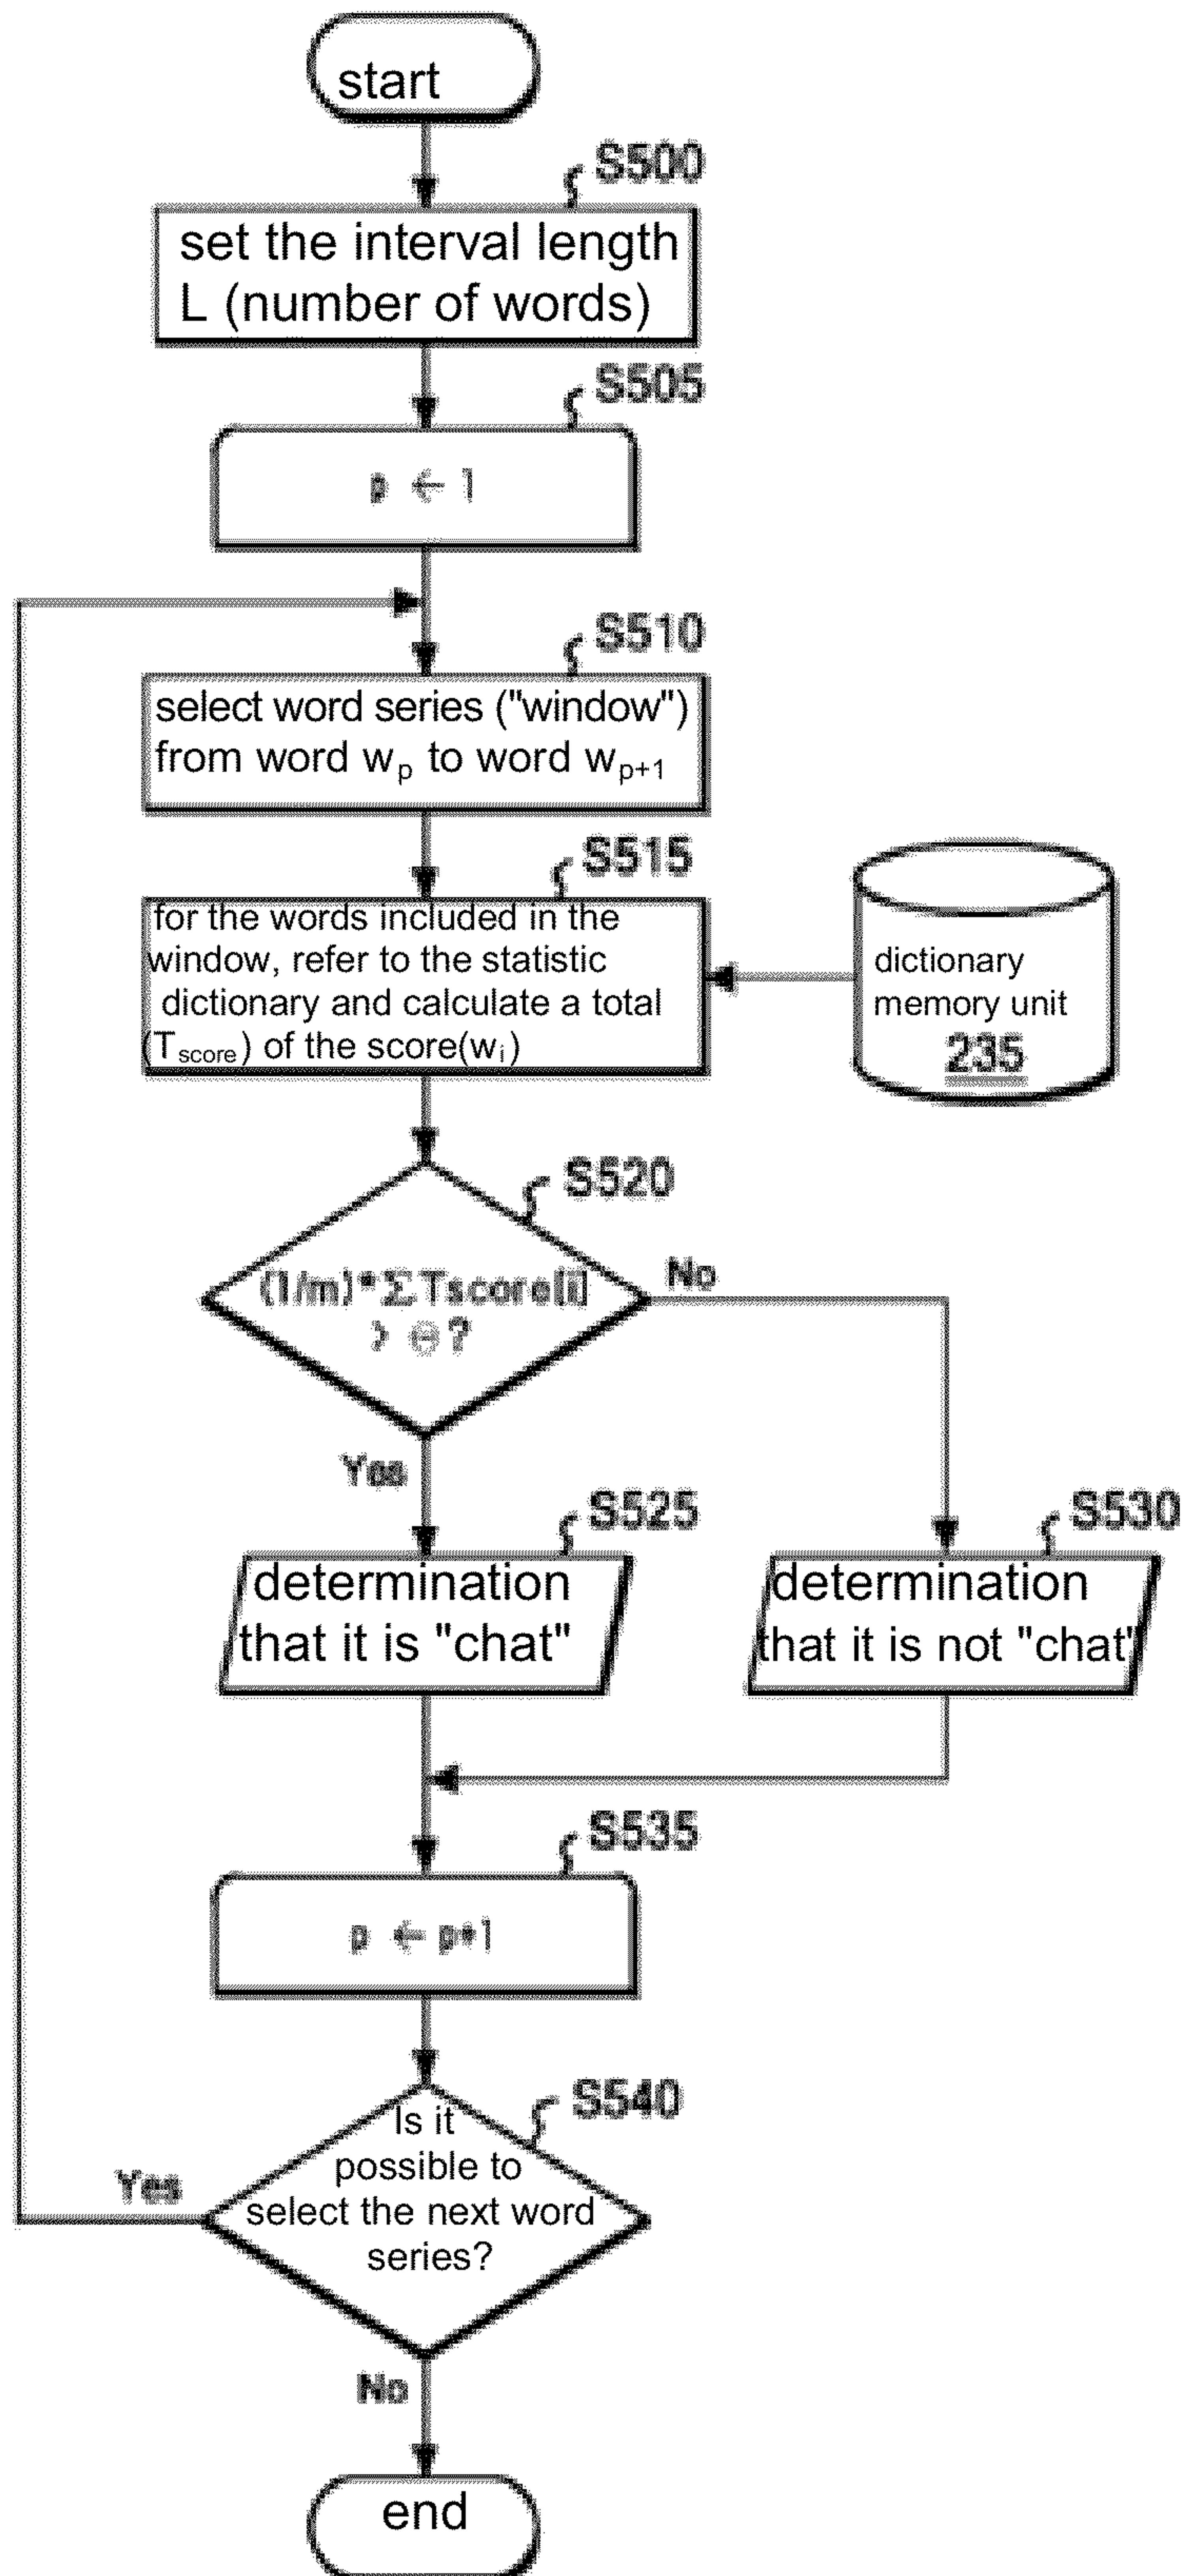 start
S500
set the interval length
L (number of words)
S505
p ← 1
S510
select word series ("window")
from word wp to word wp+1
S515
for the words included in the
window, refer to the statistic
dictionary and calculate a total
(Tscore) of the score(wi)
dictionary
memory unit
235
S520
(1/m)*ΣTscore[i]
> Θ?
No
Yes
S525
determination
that it is "chat"
S530
determination
that it is not "chat"
S535
p ← p+1
S540
Is it
possible to
select the next word
series?
Yes
No
end